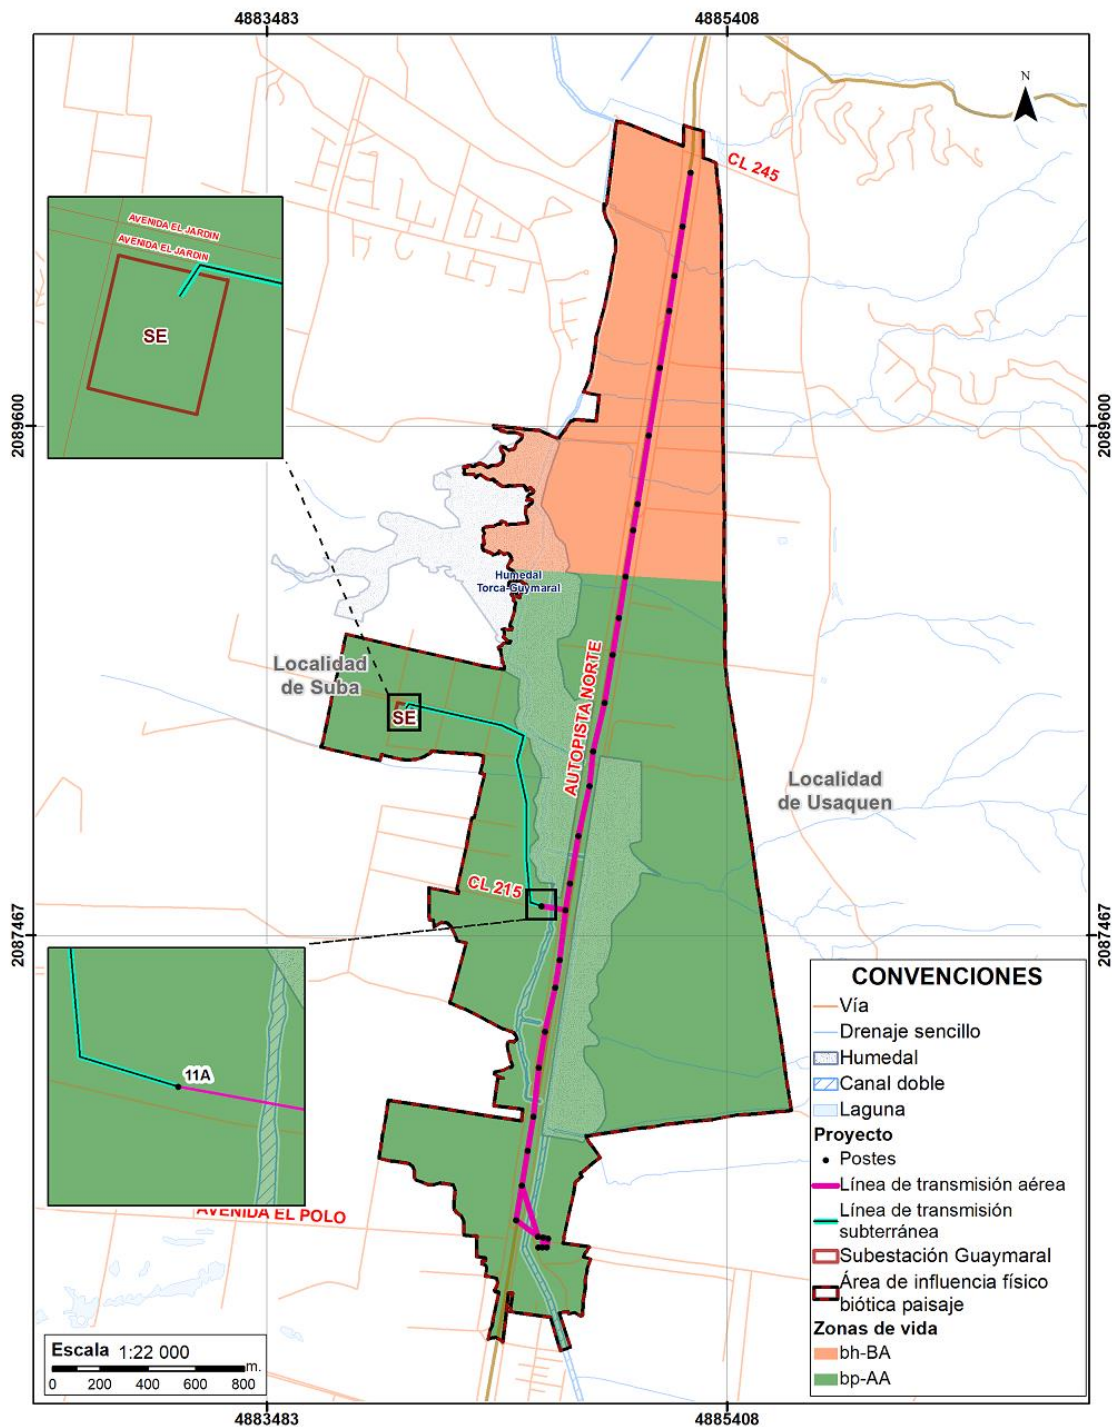 4883483
4885408
N
CL 245
AVENIDA EL JARDIN
AVENIDA EL JARDIN
SE
2089600
2089600
Humedal
Torca-Guymaral
Localidad
de Suba
SE
AUTOPISTA NORTE
Localidad
de Usaquen
CL 215
2087467
2087467
11A
AVENIDA EL POLO
CONVENCIONES
Vía
Drenaje sencillo
Humedal
Canal doble
Laguna
Proyecto
Postes
Línea de transmisión aérea
Línea de transmisión
subterránea
Subestación Guaymaral
Área de influencia físico
biótica paisaje
Zonas de vida
bh-BA
bp-AA
Escala 1:22 000
m.
0 200 400 600 800
4883483
4885408